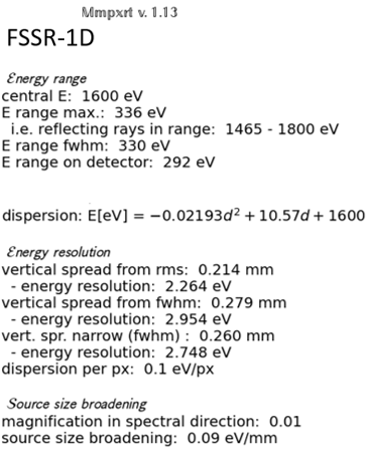 Mmpxrt v. 1.13
FSSR-1D
Energy range
central E: 1600 eV
E range max.: 336 eV
i.e. reflecting rays in range: 1465 - 1800 eV
E range fwhm: 330 eV
E range on detector: 292 eV
dispersion: E[eV] = −0.02193d² + 10.57d + 1600
Energy resolution
vertical spread from rms: 0.214 mm
- energy resolution: 2.264 eV
vertical spread from fwhm: 0.279 mm
- energy resolution: 2.954 eV
vert. spr. narrow (fwhm) : 0.260 mm
- energy resolution: 2.748 eV
dispersion per px: 0.1 eV/px
Source size broadening
magnification in spectral direction: 0.01
source size broadening: 0.09 eV/mm